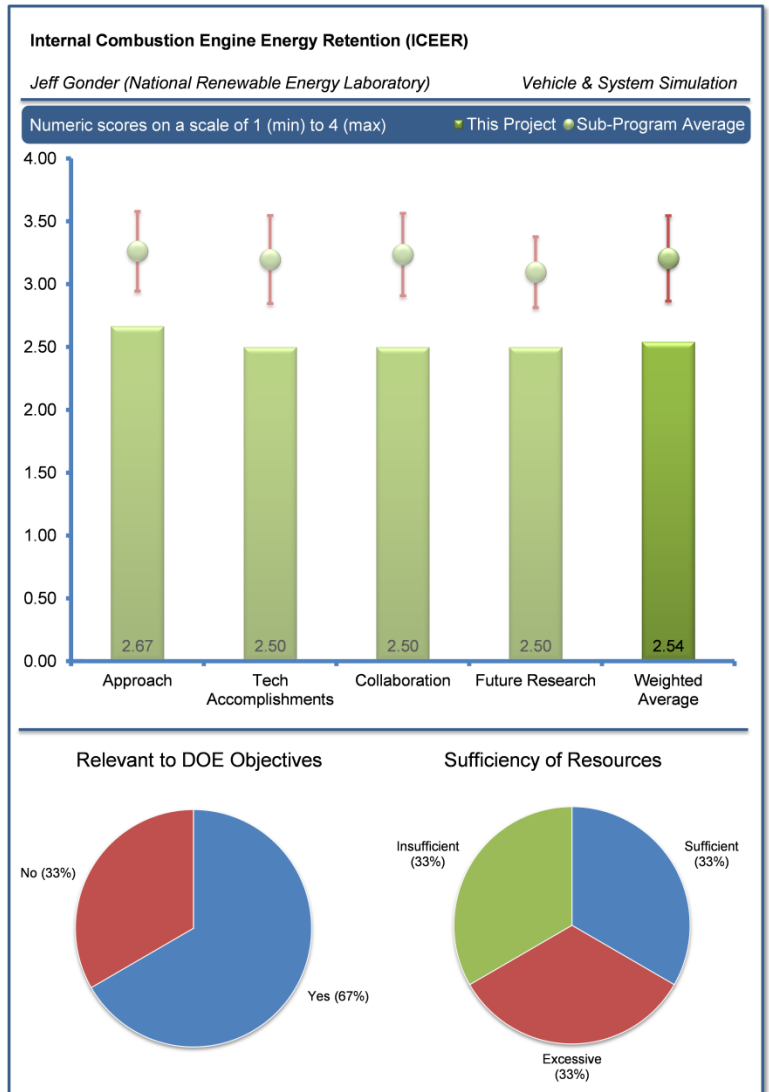 Internal Combustion Engine Energy Retention (ICEER)
Jeff Gonder (National Renewable Energy Laboratory) Vehicle & System Simulation
Numeric scores on a scale of 1 (min) to 4 (max) This Project Sub-Program Average
4.00
3.50
3.00
2.50
2.00
1.50
1.00
0.50
0.00
2.67 2.50 2.50 2.50 2.54
Approach Tech Collaboration Future Research Weighted
Accomplishments Average
Relevant to DOE Objectives Sufficiency of Resources
No (33%)
Yes (67%)
Insufficient
(33%)
Sufficient
(33%)
Excessive
(33%)